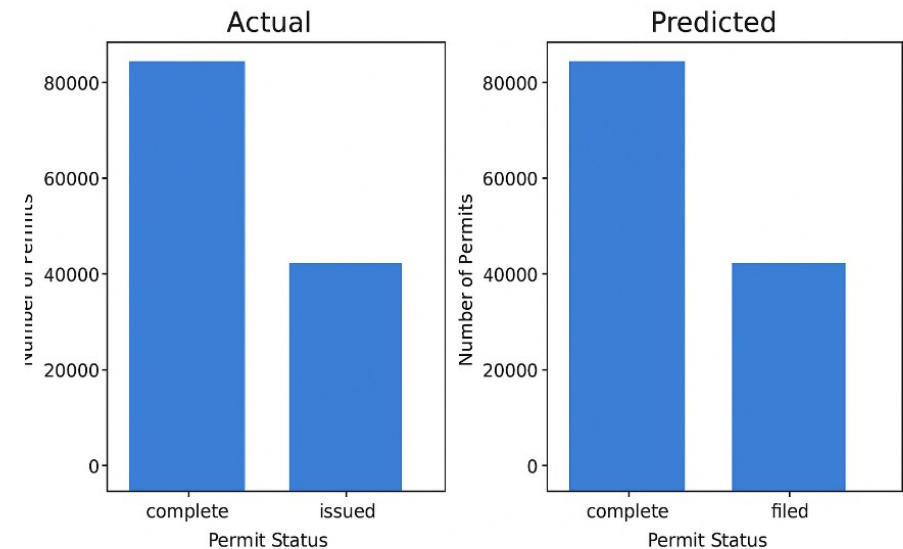 Actual
80000
60000
40000
20000
0
Number of Permits
complete issued
Permit Status
Predicted
80000
60000
40000
20000
0
Number of Permits
complete filed
Permit Status